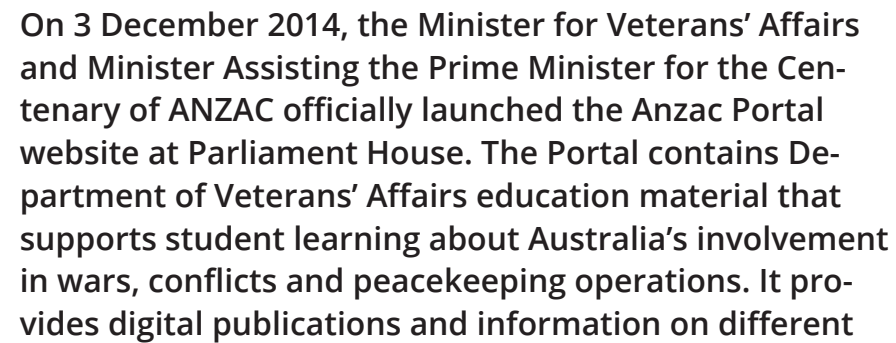 On 3 December 2014, the Minister for Veterans’ Affairs
and Minister Assisting the Prime Minister for the Cen-
tenary of ANZAC officially launched the Anzac Portal
website at Parliament House. The Portal contains De-
partment of Veterans’ Affairs education material that
supports student learning about Australia’s involvement
in wars, conflicts and peacekeeping operations. It pro-
vides digital publications and information on different